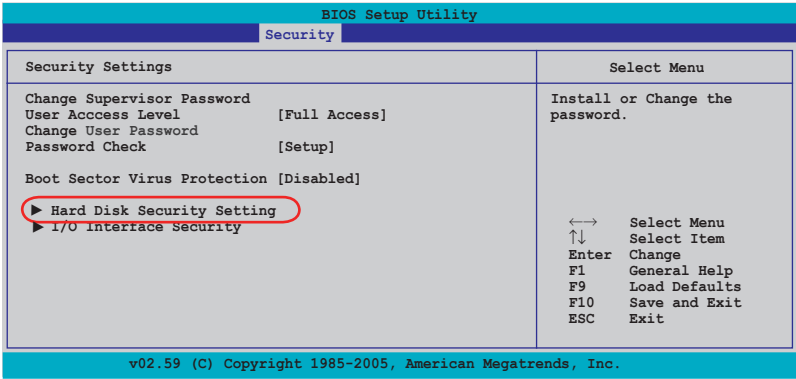 BIOS Setup Utility
Security
Security Settings
Change Supervisor Password
User Acccess Level [Full Access]
Change User Password
Password Check [Setup]
Boot Sector Virus Protection [Disabled]
▶ Hard Disk Security Setting
▶ I/O Interface Security
Select Menu
Install or Change the
password.
←→ Select Menu
↑↓ Select Item
Enter Change
F1 General Help
F9 Load Defaults
F10 Save and Exit
ESC Exit
v02.59 (C) Copyright 1985-2005, American Megatrends, Inc.